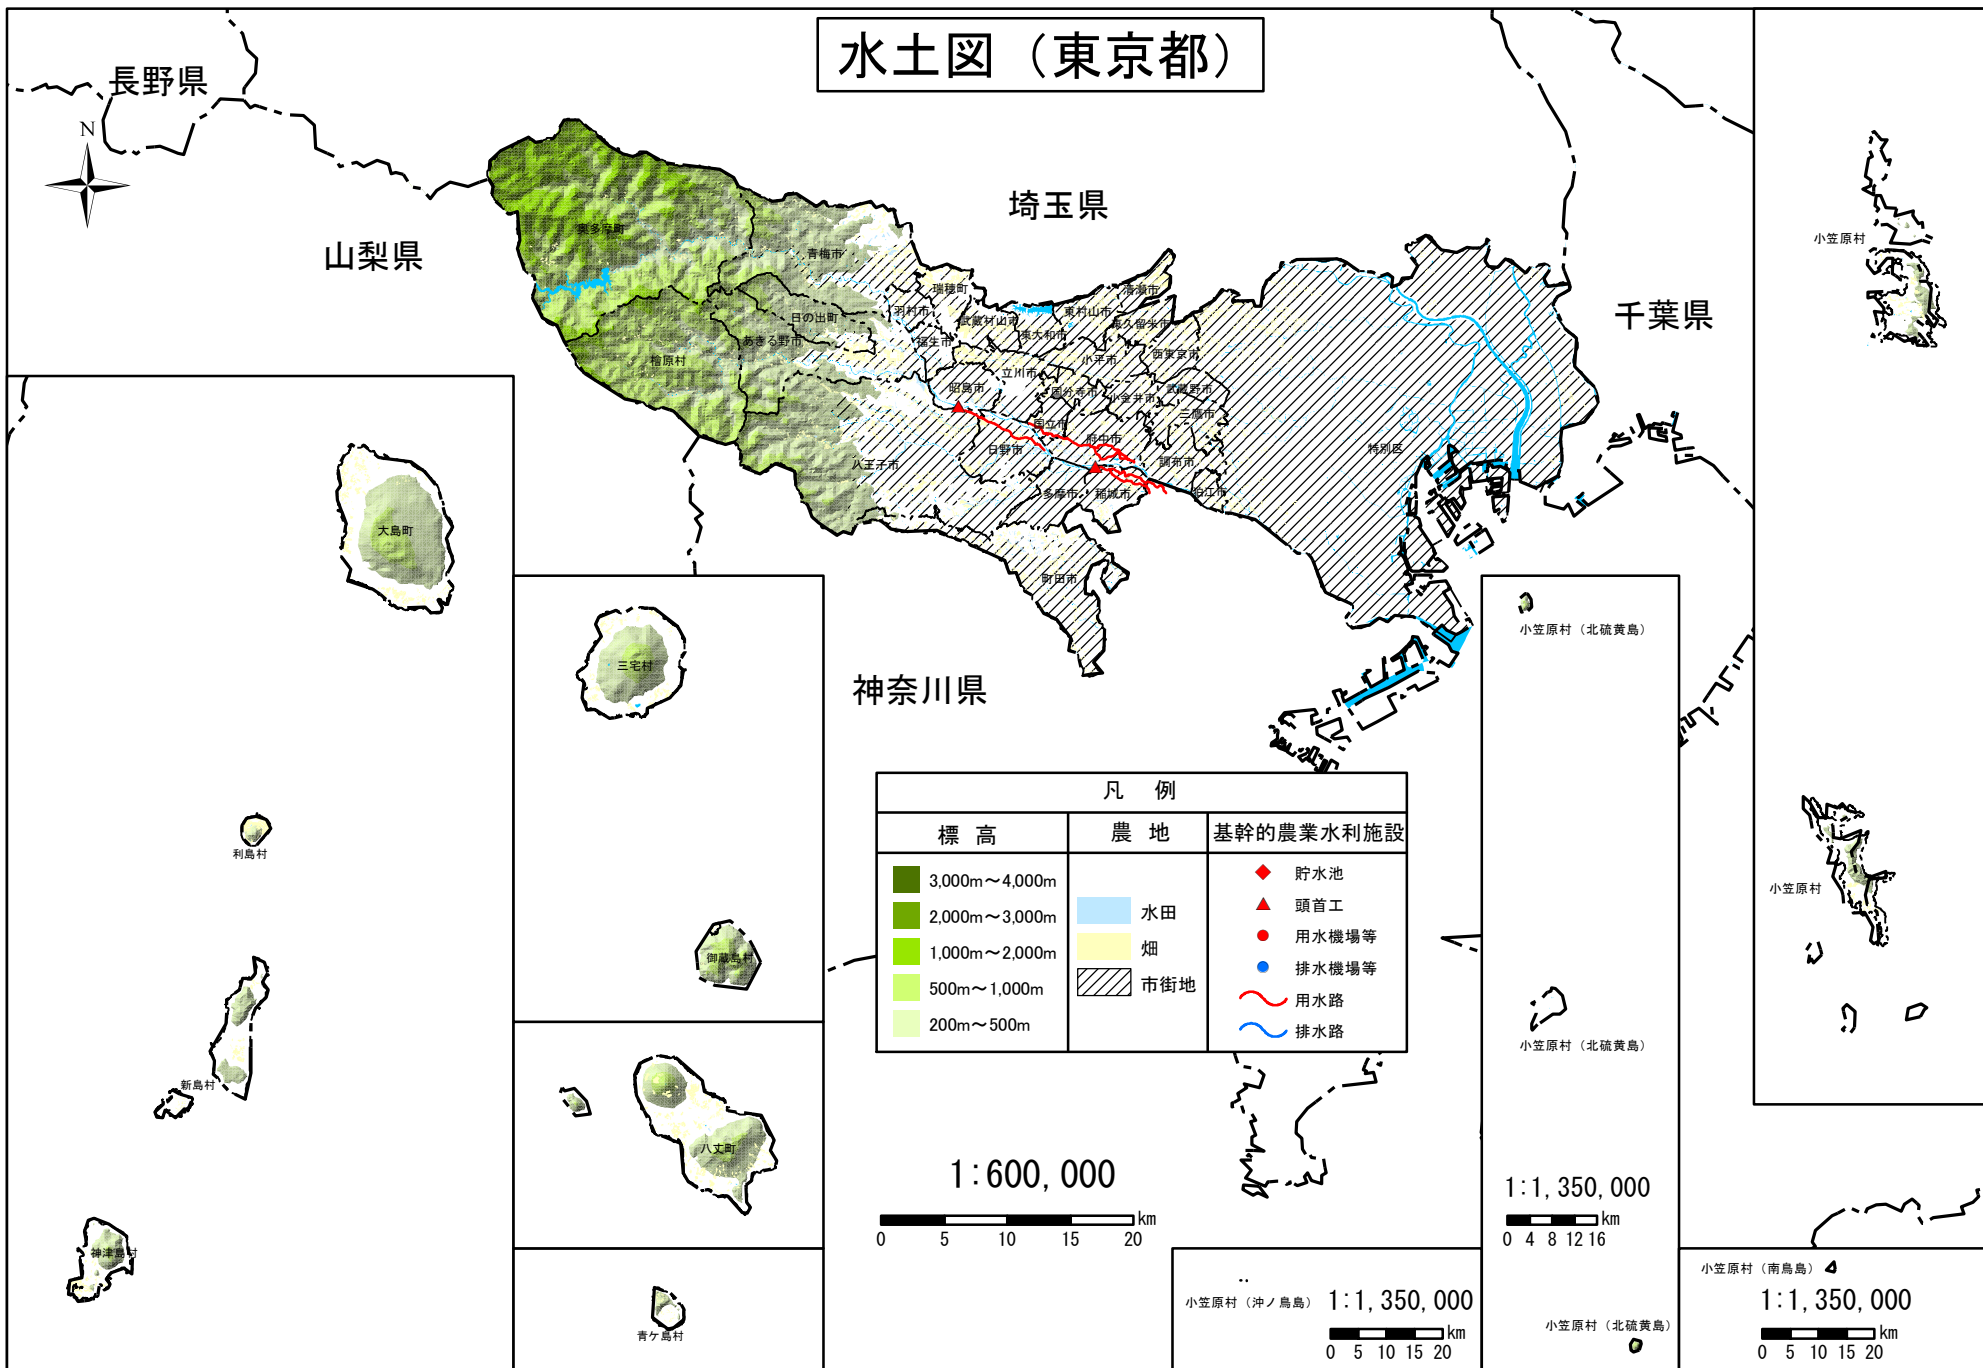 水土図（東京都）
長野県
N
山梨県
埼玉県
千葉県
神奈川県
奥多摩町
青梅市
瑞穂町
羽村市
日の出町
あきる野市
檜原村
福生市
武蔵村山市
東大和市
東村山市
清瀬市
東久留米市
西東京市
小平市
立川市
昭島市
国分寺市
小金井市
武蔵野市
三鷹市
国立市
府中市
日野市
調布市
八王子市
多摩市
稲城市
狛江市
特別区
町田市
小笠原村
小笠原村
大島町
利島村
新島村
神津島村
三宅村
御蔵島村
八丈町
青ケ島村
小笠原村（北硫黄島）
小笠原村（北硫黄島）
小笠原村（北硫黄島）
凡 例
標 高
農 地
基幹的農業水利施設
3,000m～4,000m
2,000m～3,000m
1,000m～2,000m
500m～1,000m
200m～500m
水田
畑
市街地
貯水池
頭首工
用水機場等
排水機場等
用水路
排水路
1:600,000
km
0 5 10 15 20
1:1,350,000
km
0 4 8 12 16
小笠原村（沖ノ鳥島）
1:1,350,000
km
0 5 10 15 20
小笠原村（南鳥島）
1:1,350,000
km
0 5 10 15 20